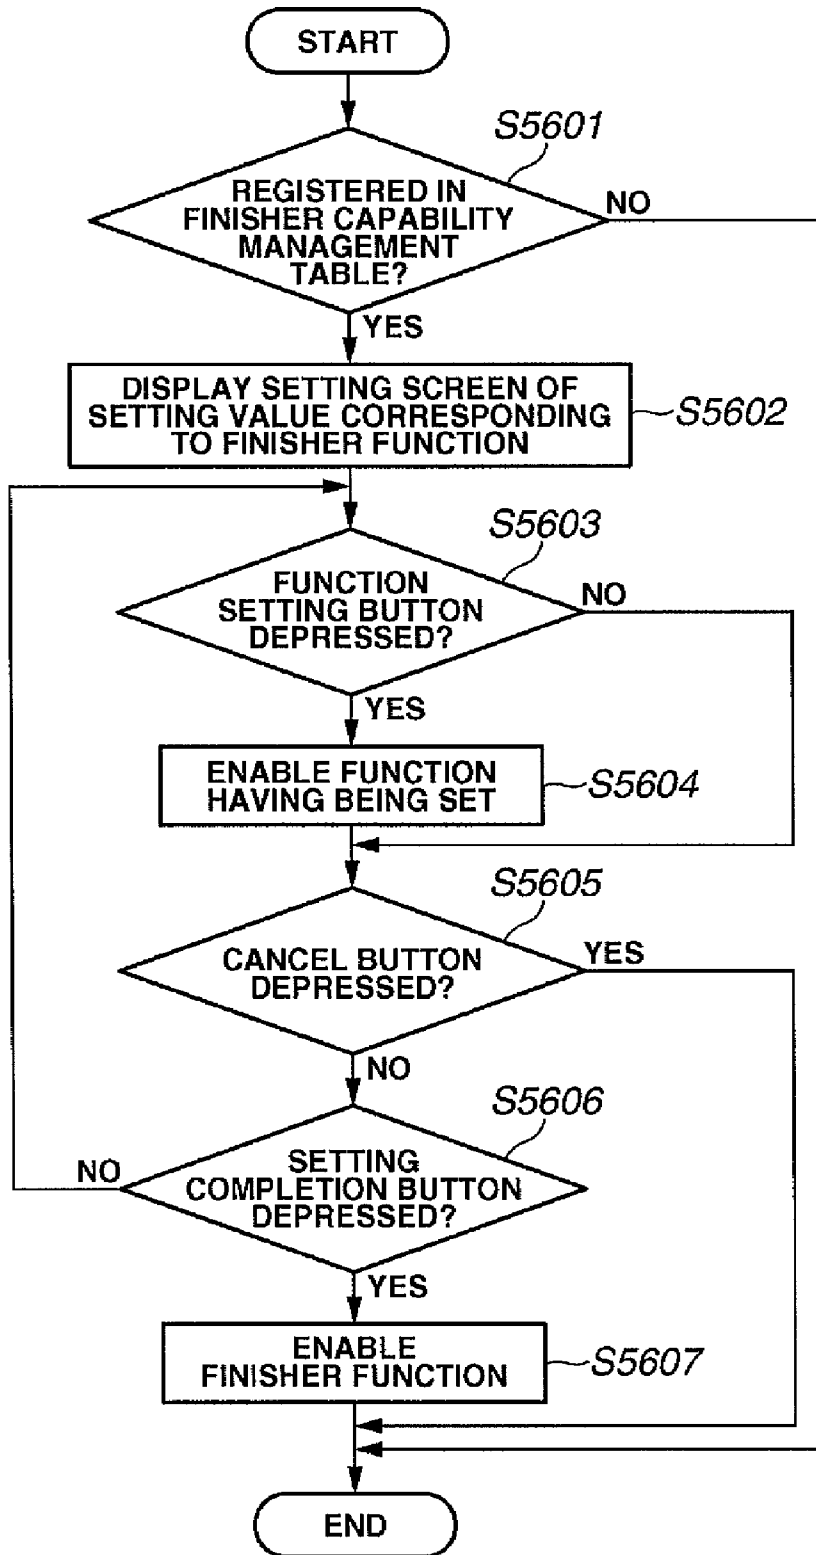 START
S5601
REGISTERED IN
FINISHER CAPABILITY
MANAGEMENT
TABLE?
NO
YES
DISPLAY SETTING SCREEN OF
SETTING VALUE CORRESPONDING
TO FINISHER FUNCTION
S5602
S5603
FUNCTION
SETTING BUTTON
DEPRESSED?
NO
YES
ENABLE FUNCTION
HAVING BEING SET
S5604
S5605
CANCEL BUTTON
DEPRESSED?
YES
NO
S5606
SETTING
COMPLETION BUTTON
DEPRESSED?
NO
YES
ENABLE
FINISHER FUNCTION
S5607
END